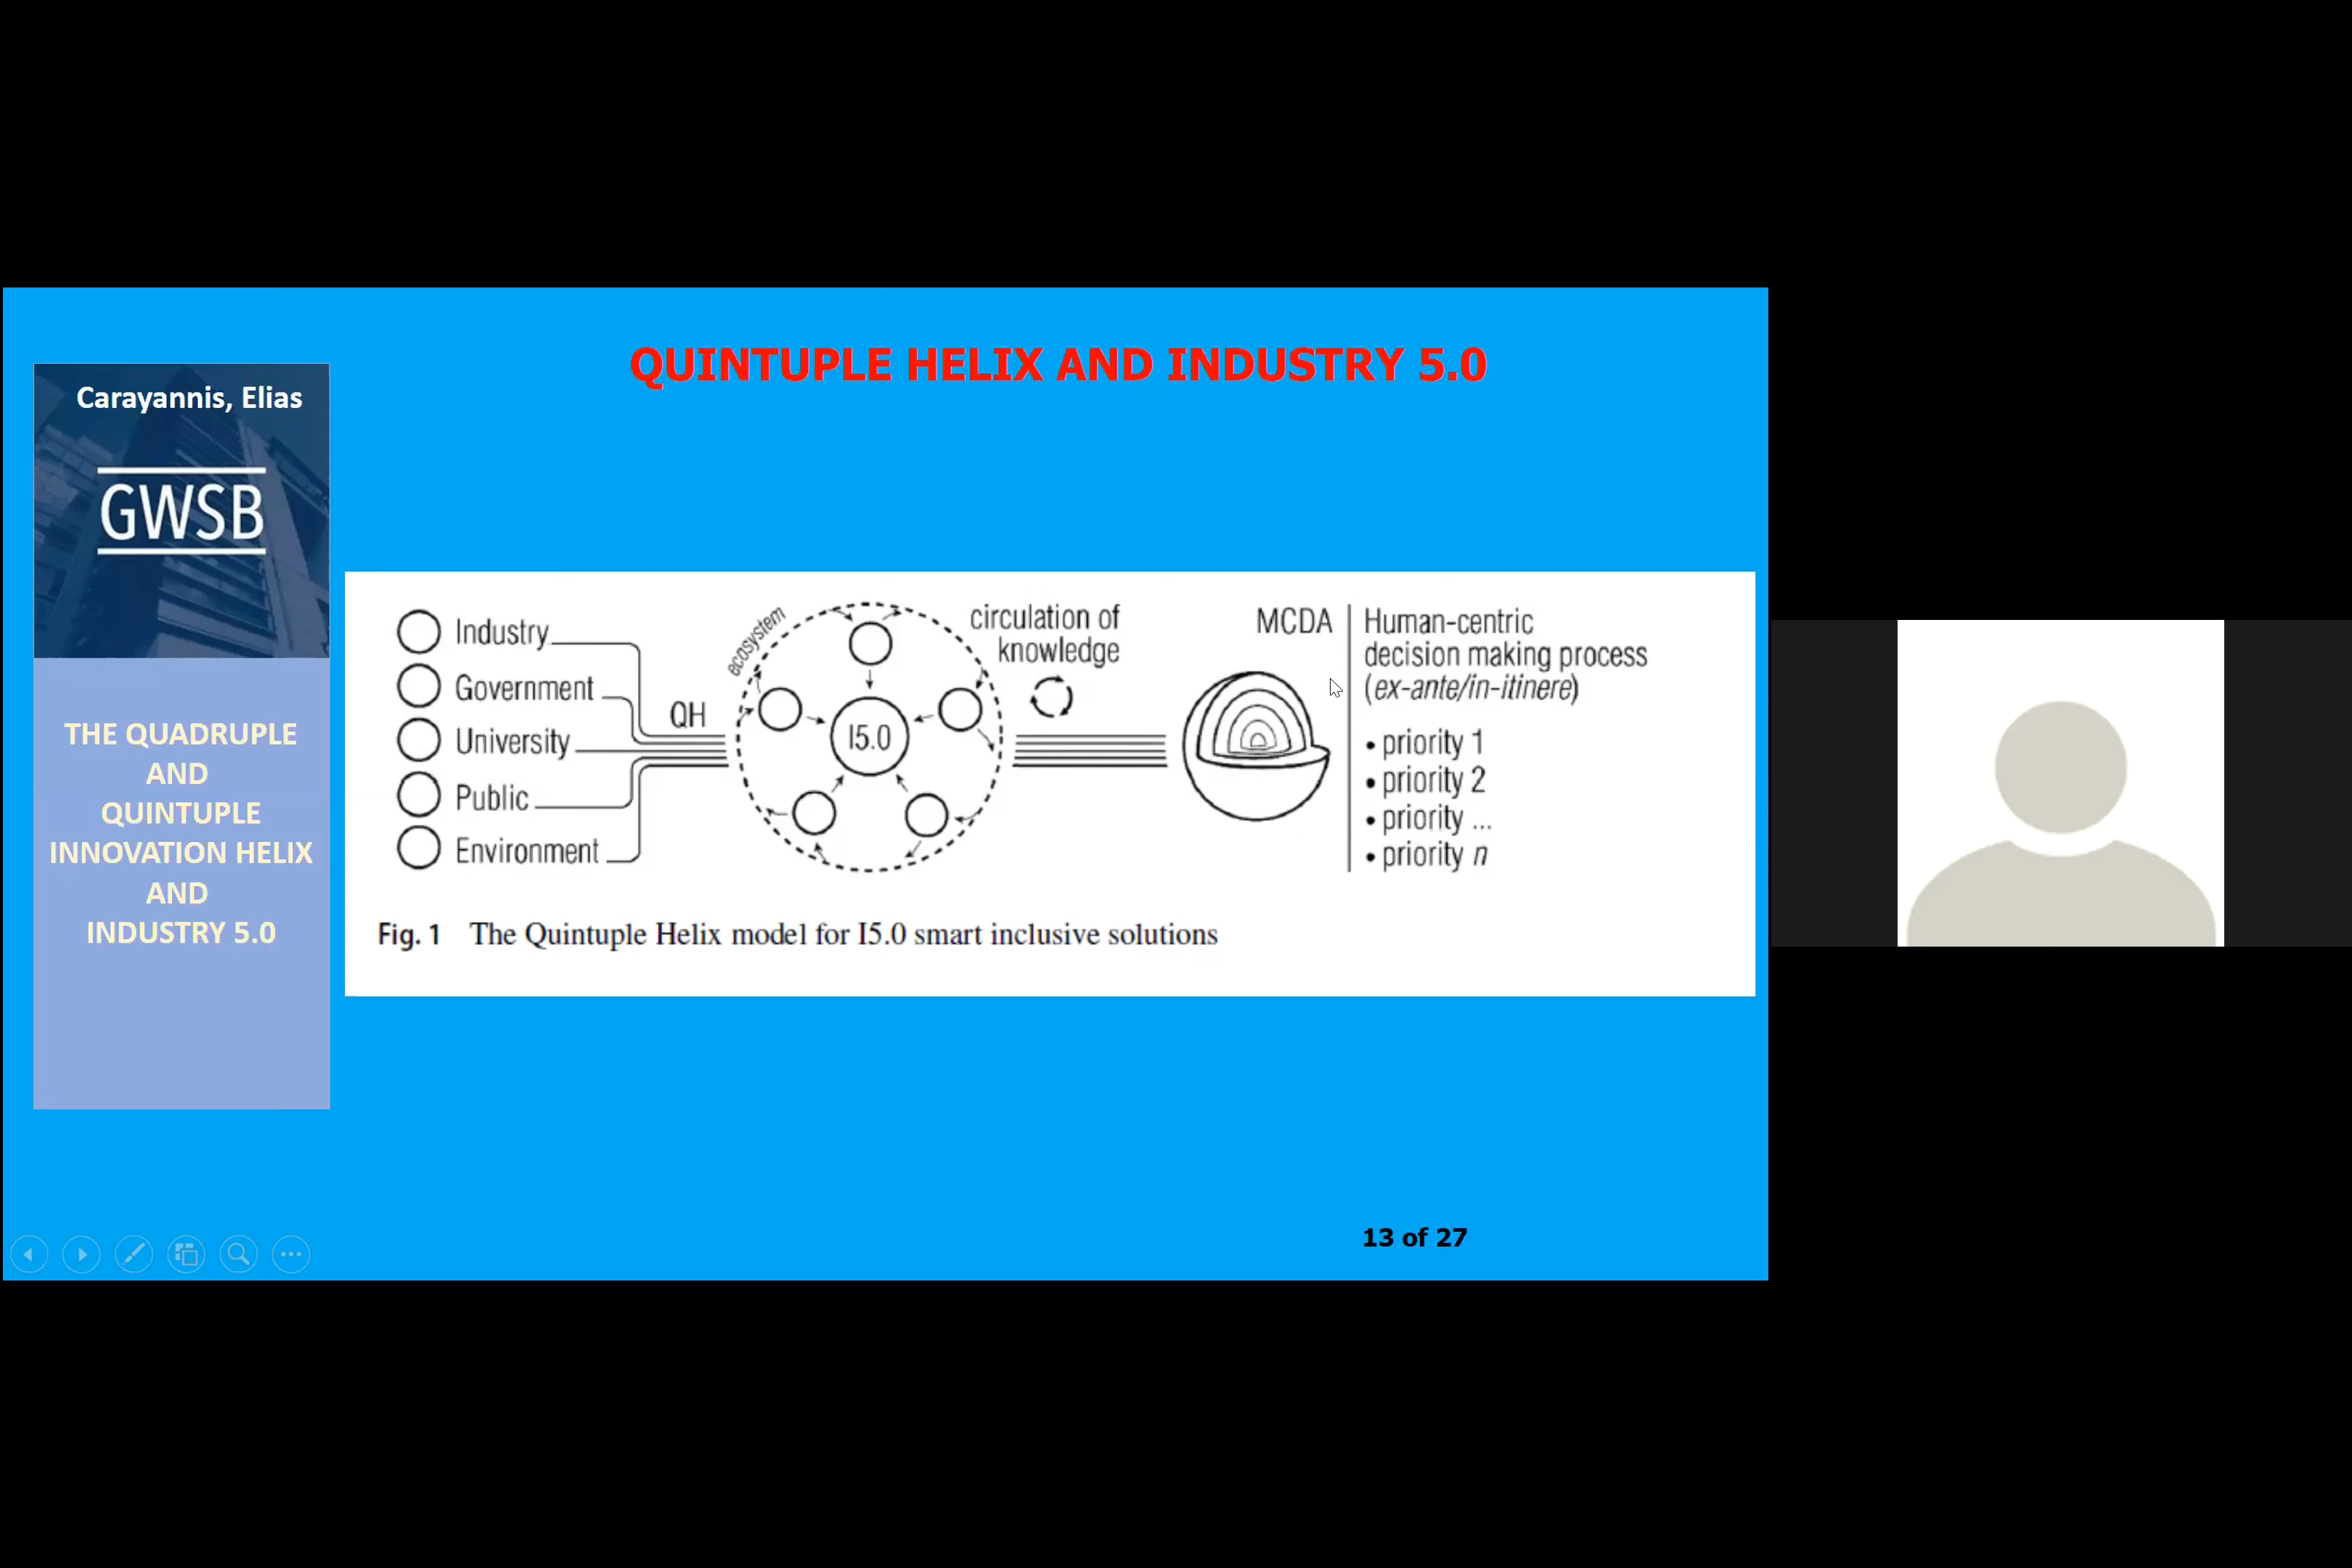 QUINTUPLE HELIX AND INDUSTRY 5.0
Carayannis, Elias
GWSB
THE QUADRUPLE
AND
QUINTUPLE
INNOVATION HELIX
AND
INDUSTRY 5.0
Industry
Government
University
Public
Environment
QH
ecosystem
I5.0
circulation of
knowledge
MCDA
Human-centric
decision making process
(ex-ante/in-itinere)
• priority 1
• priority 2
• priority ...
• priority n
Fig. 1 The Quintuple Helix model for I5.0 smart inclusive solutions
13 of 27